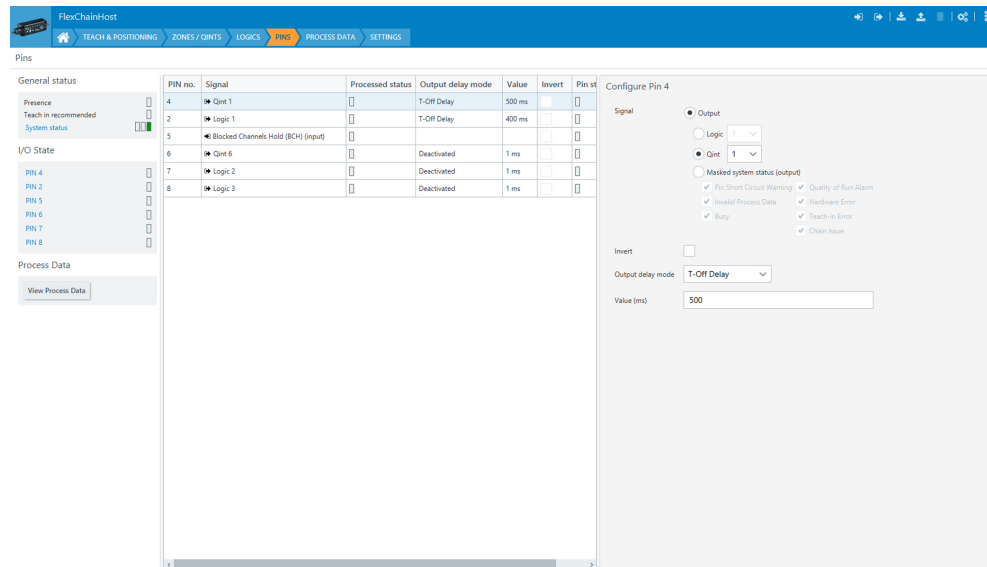 FlexChainHost
TEACH & POSITIONING
ZONES / QINTS
LOGICS
PINS
PROCESS DATA
SETTINGS
Pins
General status
Presence
Teach in recommended
System status
I/O State
PIN 4
PIN 2
PIN 5
PIN 6
PIN 7
PIN 8
Process Data
View Process Data
PIN no. Signal Processed status Output delay mode Value Invert Pin st
4 Qint 1 T-Off Delay 500 ms
2 Logic 1 T-Off Delay 400 ms
5 Blocked Channels Hold (BCH) (input)
6 Qint 6 Deactivated 1 ms
7 Logic 2 Deactivated 1 ms
8 Logic 3 Deactivated 1 ms
Configure Pin 4
Signal Output
Logic 1
Qint 1
Masked system status (output)
Pin Short Circuit Warning Quality of Run Alarm
Invalid Process Data Hardware Error
Busy Teach-in Error
Chain Issue
Invert
Output delay mode T-Off Delay
Value (ms) 500